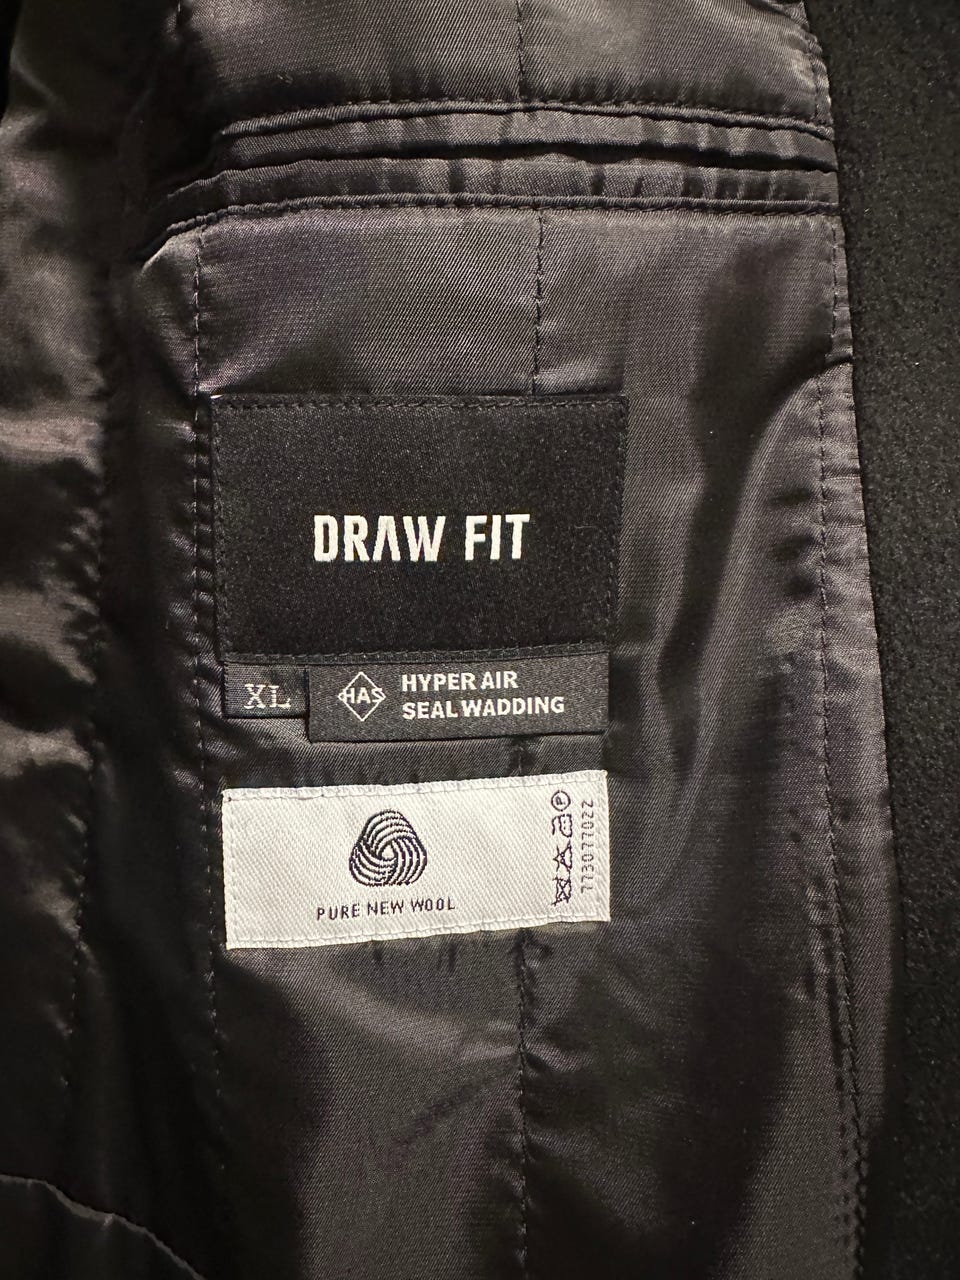 DRAW FIT
XL
HAS
HYPER AIR
SEAL WADDING
PURE NEW WOOL
773077022